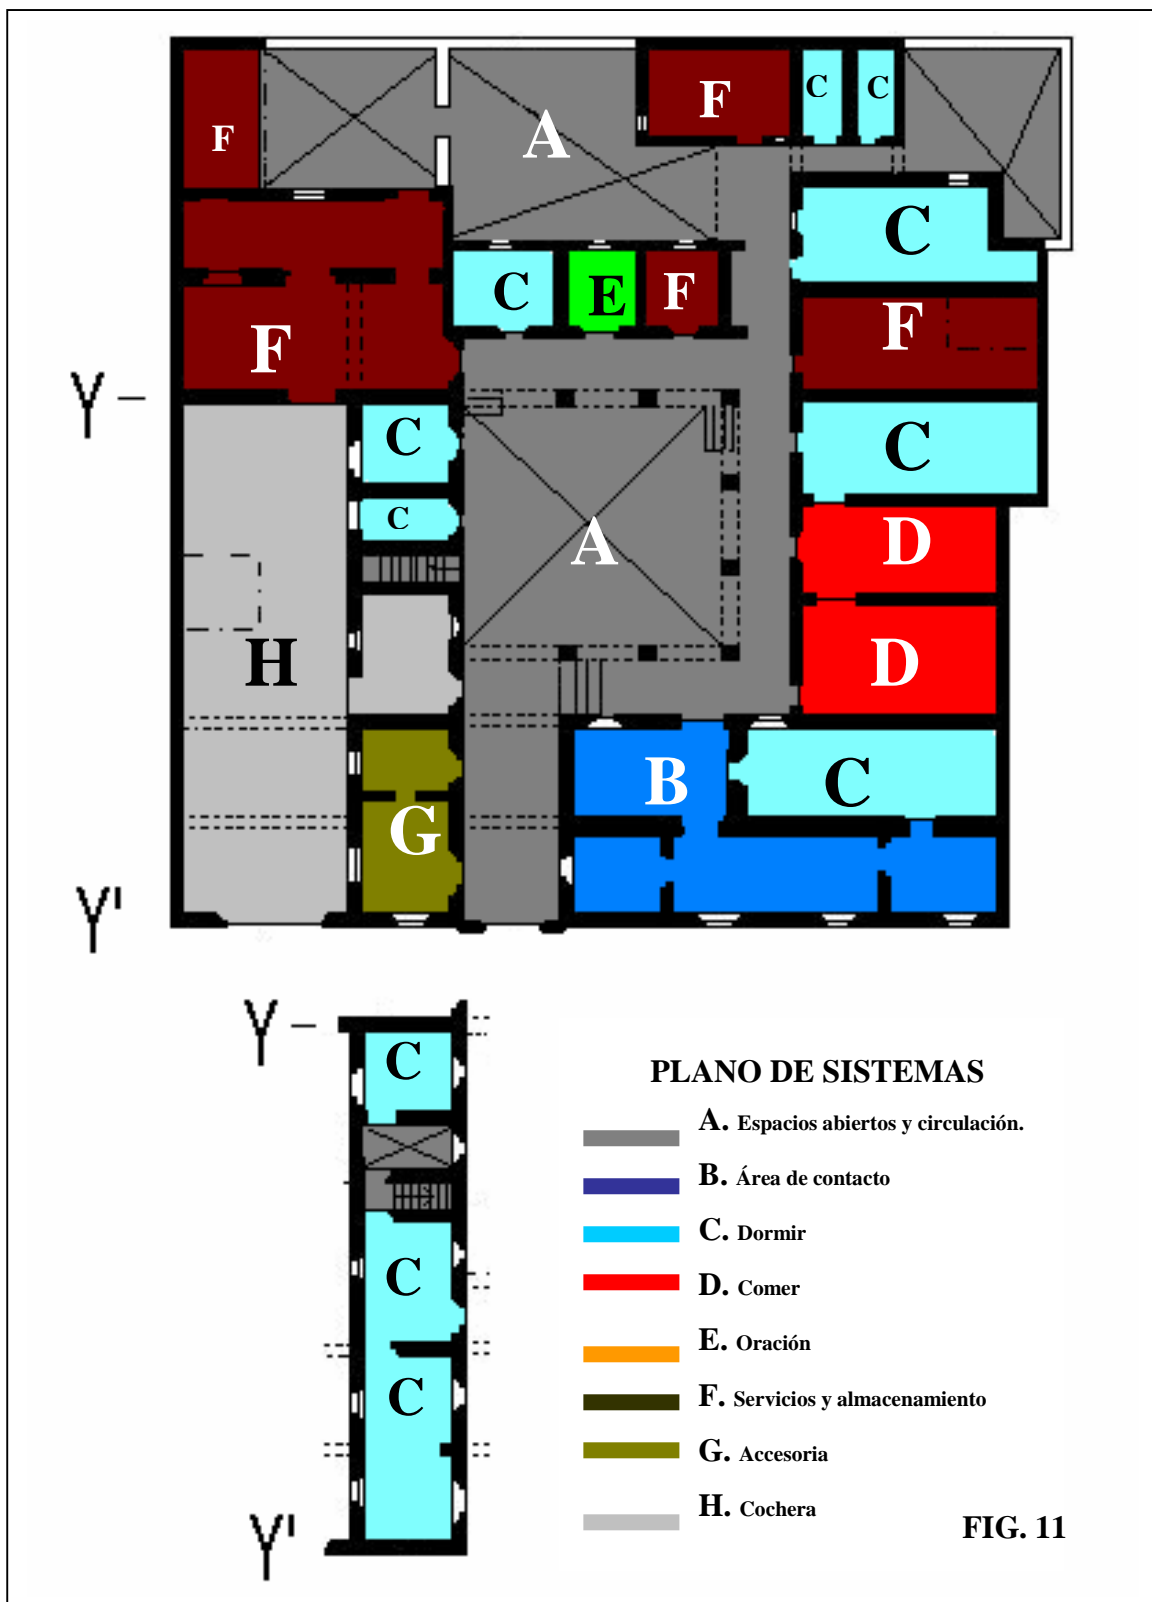 F
A
F
C
C
C
C
E
F
F
F
Y
C
C
C
A
D
H
D
B
C
G
Y'
Y
C
C
C
Y'
PLANO DE SISTEMAS
A. Espacios abiertos y circulación.
B. Área de contacto
C. Dormir
D. Comer
E. Oración
F. Servicios y almacenamiento
G. Accesoria
H. Cochera
FIG. 11